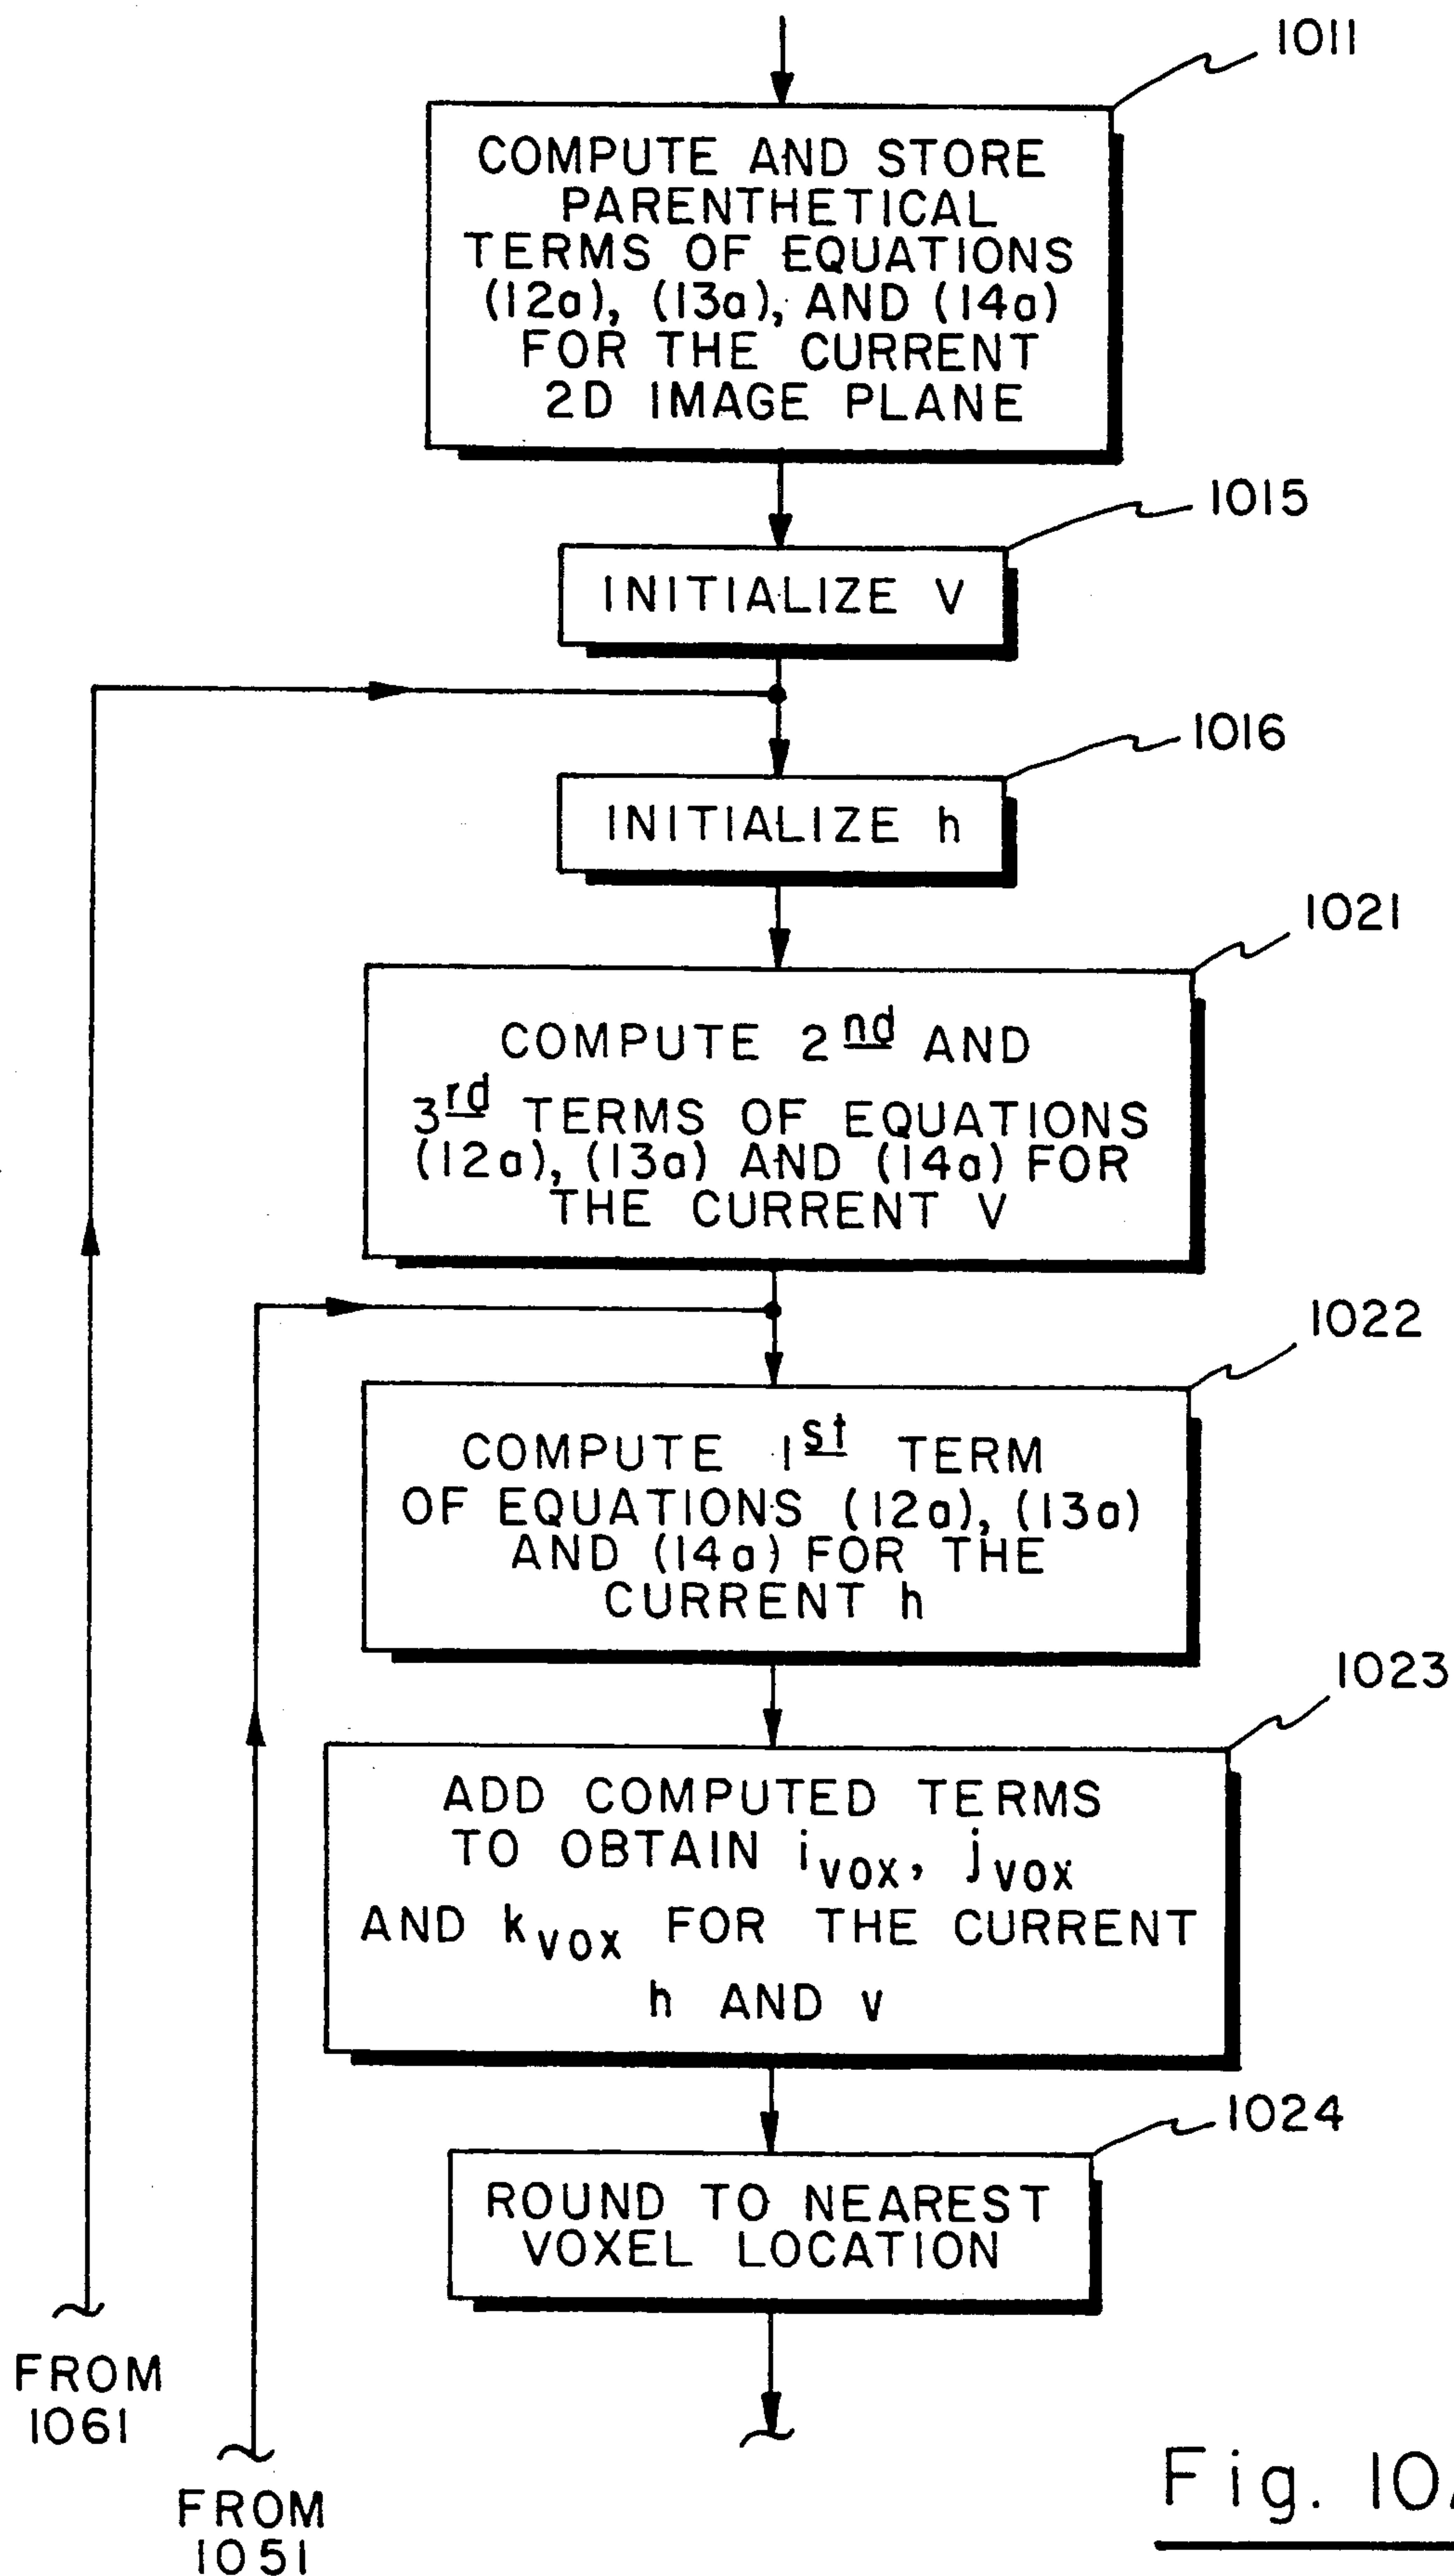 1011
COMPUTE AND STORE
PARENTHETICAL
TERMS OF EQUATIONS
(12a), (13a), AND (14a)
FOR THE CURRENT
2D IMAGE PLANE
1015
INITIALIZE V
1016
INITIALIZE h
1021
COMPUTE 2nd AND
3rd TERMS OF EQUATIONS
(12a), (13a) AND (14a) FOR
THE CURRENT V
1022
COMPUTE 1st TERM
OF EQUATIONS (12a), (13a)
AND (14a) FOR THE
CURRENT h
1023
ADD COMPUTED TERMS
TO OBTAIN ivox, jvox
AND kvox FOR THE CURRENT
h AND v
1024
ROUND TO NEAREST
VOXEL LOCATION
FROM
1061
FROM
1051
Fig. 10